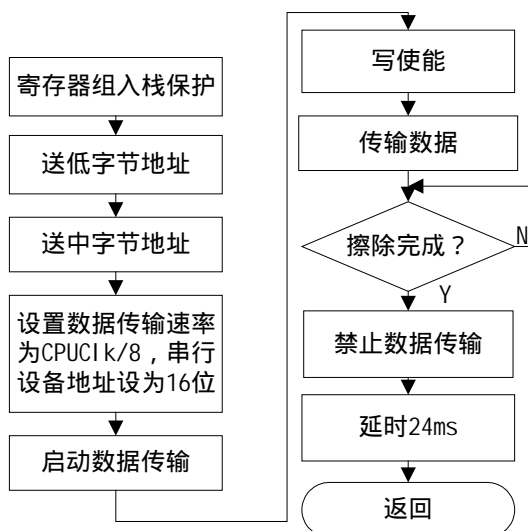 寄存器组入栈保护
送低字节地址
送中字节地址
设置数据传输速率
为CPUClk/8，串行
设备地址设为16位
启动数据传输
写使能
传输数据
擦除完成？
N
Y
禁止数据传输
延时24ms
返回